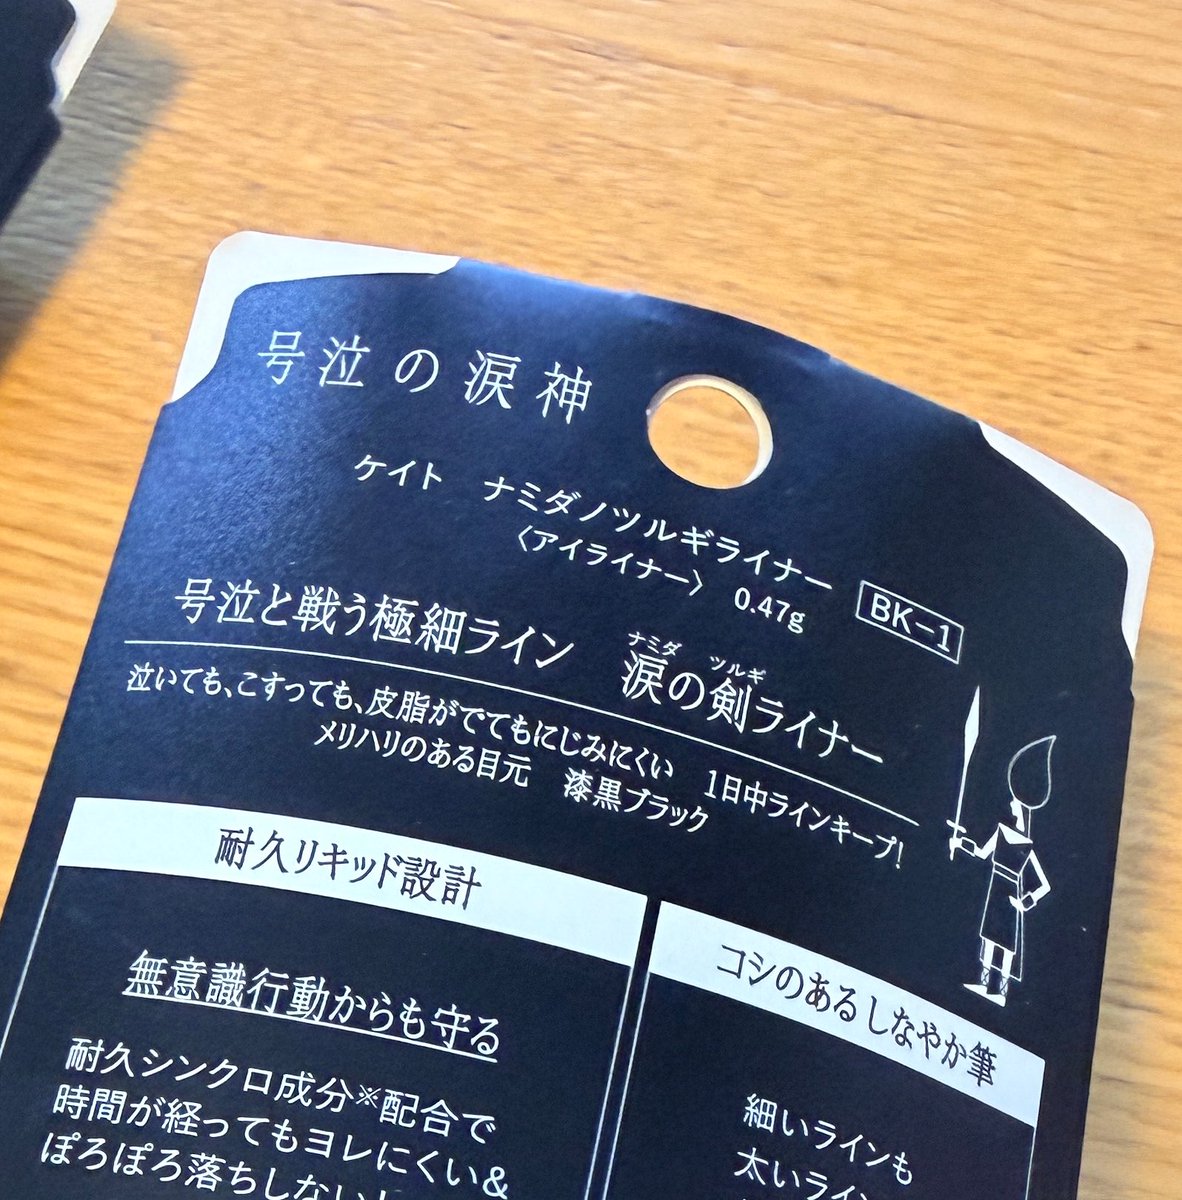 号泣の涙神
ケイト　ナミダノツルギライナー
〈アイライナー〉　0.47g
BK-1
号泣と戦う極細ライン　涙の剣ライナー
ナミダ　ツルギ
泣いても、こすっても、皮脂がでてもにじみにくい　1日中ラインキープ!
メリハリのある目元　漆黒ブラック
耐久リキッド設計
無意識行動からも守る
耐久シンクロ成分※配合で
時間が経ってもヨレにくい&
ぽろぽろ落ちしない!
コシのあるしなやか筆
細いラインも
太いライン